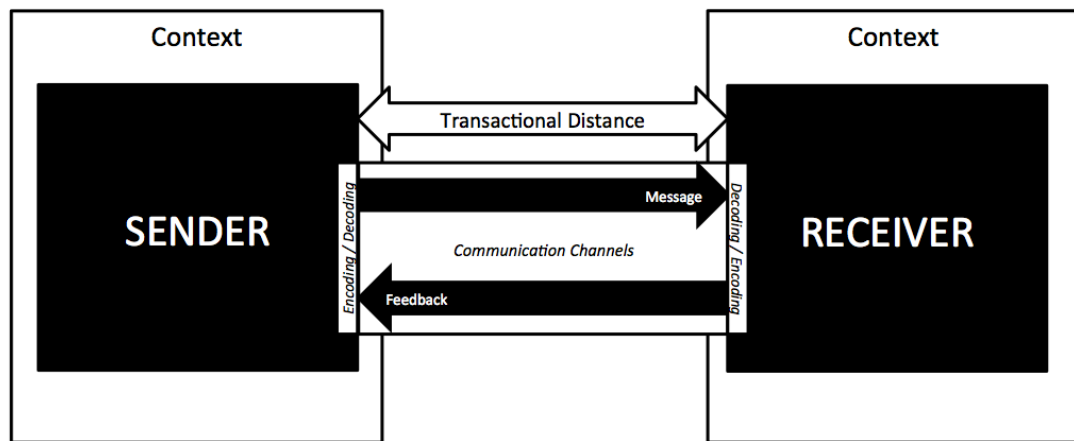 Context
Context
Transactional Distance
SENDER
Encoding / Decoding
Message
Communication Channels
Feedback
Decoding / Encoding
RECEIVER